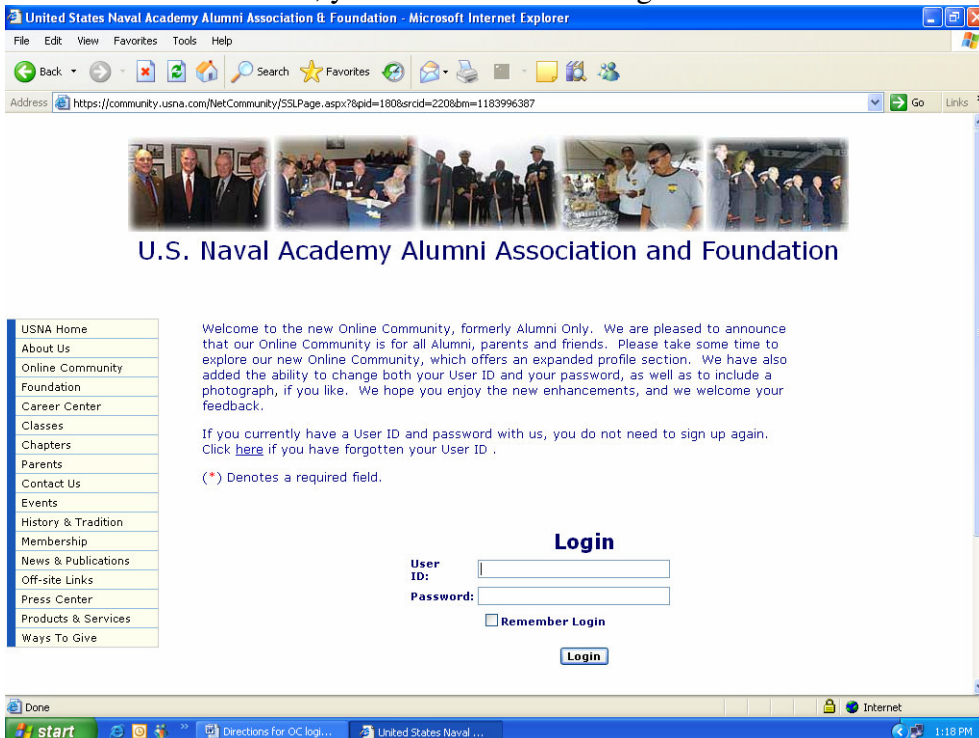 United States Naval Academy Alumni Association & Foundation - Microsoft Internet Explorer
File Edit View Favorites Tools Help
Back Search Favorites
Address https://community.usna.com/NetCommunity/SSLPage.aspx?&pid=180&srcid=220&bm=1183996387 Go Links
U.S. Naval Academy Alumni Association and Foundation
USNA Home
About Us
Online Community
Foundation
Career Center
Classes
Chapters
Parents
Contact Us
Events
History & Tradition
Membership
News & Publications
Off-site Links
Press Center
Products & Services
Ways To Give
Welcome to the new Online Community, formerly Alumni Only. We are pleased to announce
that our Online Community is for all Alumni, parents and friends. Please take some time to
explore our new Online Community, which offers an expanded profile section. We have also
added the ability to change both your User ID and your password, as well as to include a
photograph, if you like. We hope you enjoy the new enhancements, and we welcome your
feedback.
If you currently have a User ID and password with us, you do not need to sign up again.
Click here if you have forgotten your User ID .
(*) Denotes a required field.
Login
User
ID:
Password:
Remember Login
Login
Done Internet
start Directions for OC logi... United States Naval ... 1:18 PM